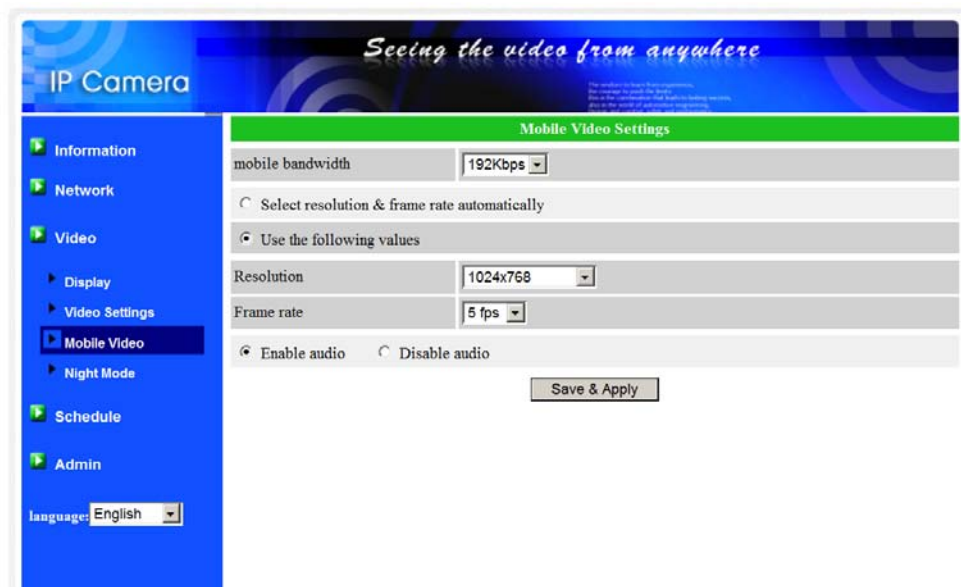 Seeing the video from anywhere
IP Camera
Information
Network
Video
Display
Video Settings
Mobile Video
Night Mode
Schedule
Admin
language: English
Mobile Video Settings
mobile bandwidth 192Kbps
Select resolution & frame rate automatically
Use the following values
Resolution 1024x768
Frame rate 5 fps
Enable audio Disable audio
Save & Apply